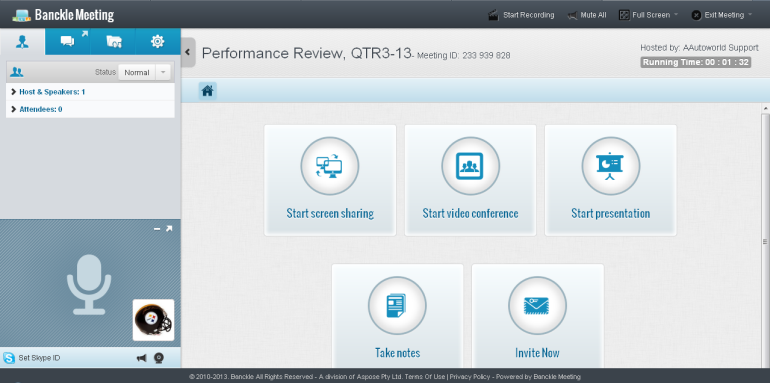 Banckle Meeting
Start Recording
Mute All
Full Screen
Exit Meeting
Performance Review, QTR3-13- Meeting ID: 233 939 828
Hosted by: AAutoworld Support
Running Time: 00 : 01 : 32
Status Normal
Host & Speakers: 1
Attendees: 0
Start screen sharing
Start video conference
Start presentation
Take notes
Invite Now
Set Skype ID
© 2010-2013. Banckle All Rights Reserved - A division of Aspose Pty Ltd. Terms Of Use | Privacy Policy - Powered by Banckle Meeting